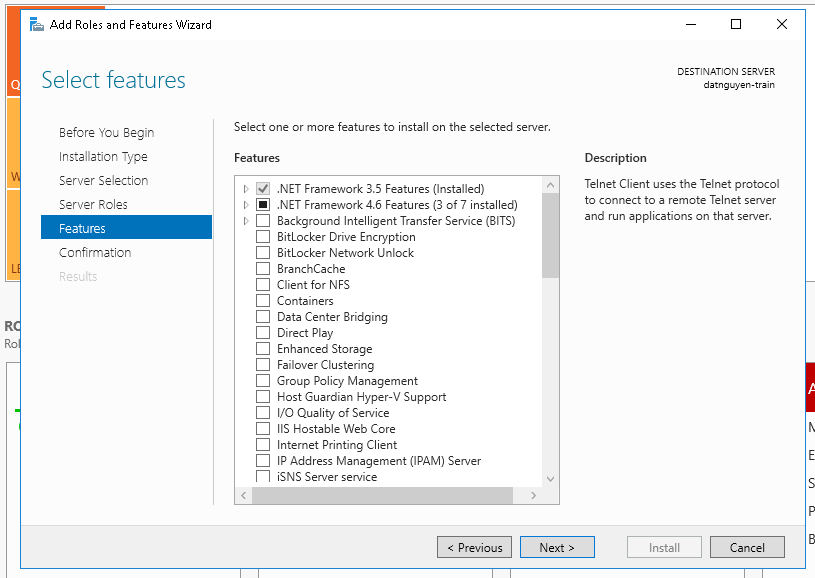 Add Roles and Features Wizard
Select features
DESTINATION SERVER
datnguyen-train
Before You Begin
Installation Type
Server Selection
Server Roles
Features
Confirmation
Results
Select one or more features to install on the selected server.
Features
.NET Framework 3.5 Features (Installed)
.NET Framework 4.6 Features (3 of 7 installed)
Background Intelligent Transfer Service (BITS)
BitLocker Drive Encryption
BitLocker Network Unlock
BranchCache
Client for NFS
Containers
Data Center Bridging
Direct Play
Enhanced Storage
Failover Clustering
Group Policy Management
Host Guardian Hyper-V Support
I/O Quality of Service
IIS Hostable Web Core
Internet Printing Client
IP Address Management (IPAM) Server
iSNS Server service
Description
Telnet Client uses the Telnet protocol
to connect to a remote Telnet server
and run applications on that server.
< Previous
Next >
Install
Cancel